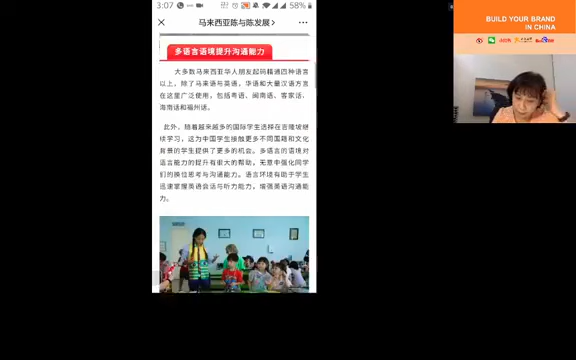 3:07
58%
马来西亚陈与陈发展
多语言语境提升沟通能力
大多数马来西亚华人朋友起码精通四种语言
以上，除了马来语与英语，华语和大量汉语方言
在这里广泛使用，包括粤语、闽南语、客家话、
海南话和福州话。
此外，随着越来越多的国际学生选择在吉隆坡继
续学习，这为中国学生接触更多不同国籍和文化
背景的学生提供了更多的机会。多语言的语境对
语言能力的提升有很大的帮助，无意中强化同学
们的换位思考与沟通能力。语言环境有助于学生
迅速掌握英语会话与听力能力，增强英语沟通能
力。
BUILD YOUR BRAND
IN CHINA